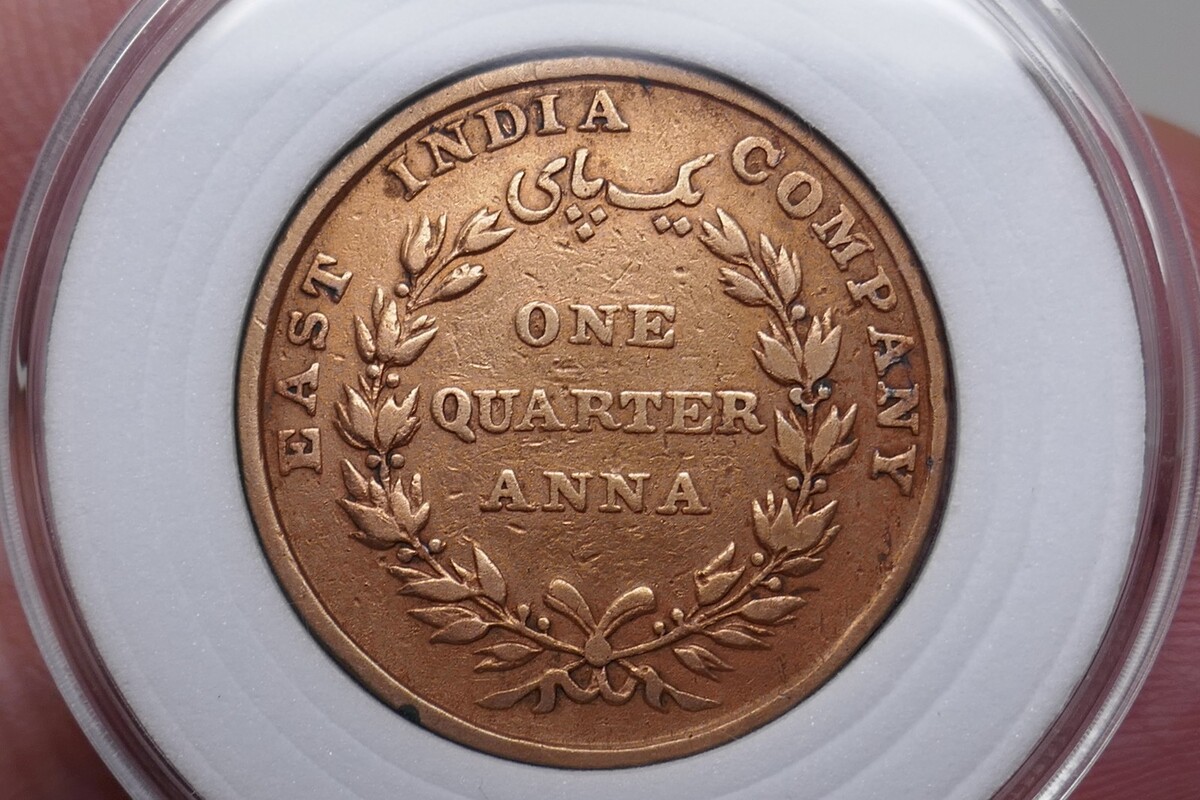 EAST INDIA COMPANY
یک پای
ONE
QUARTER
ANNA